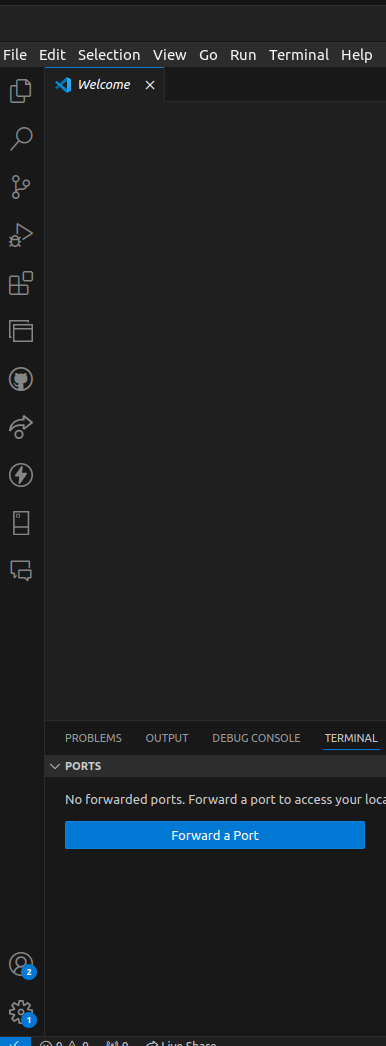 File Edit Selection View Go Run Terminal Help
Welcome
PROBLEMS OUTPUT DEBUG CONSOLE TERMINAL
PORTS
No forwarded ports. Forward a port to access your loca
Forward a Port
2
1
0 0 0 Live Share